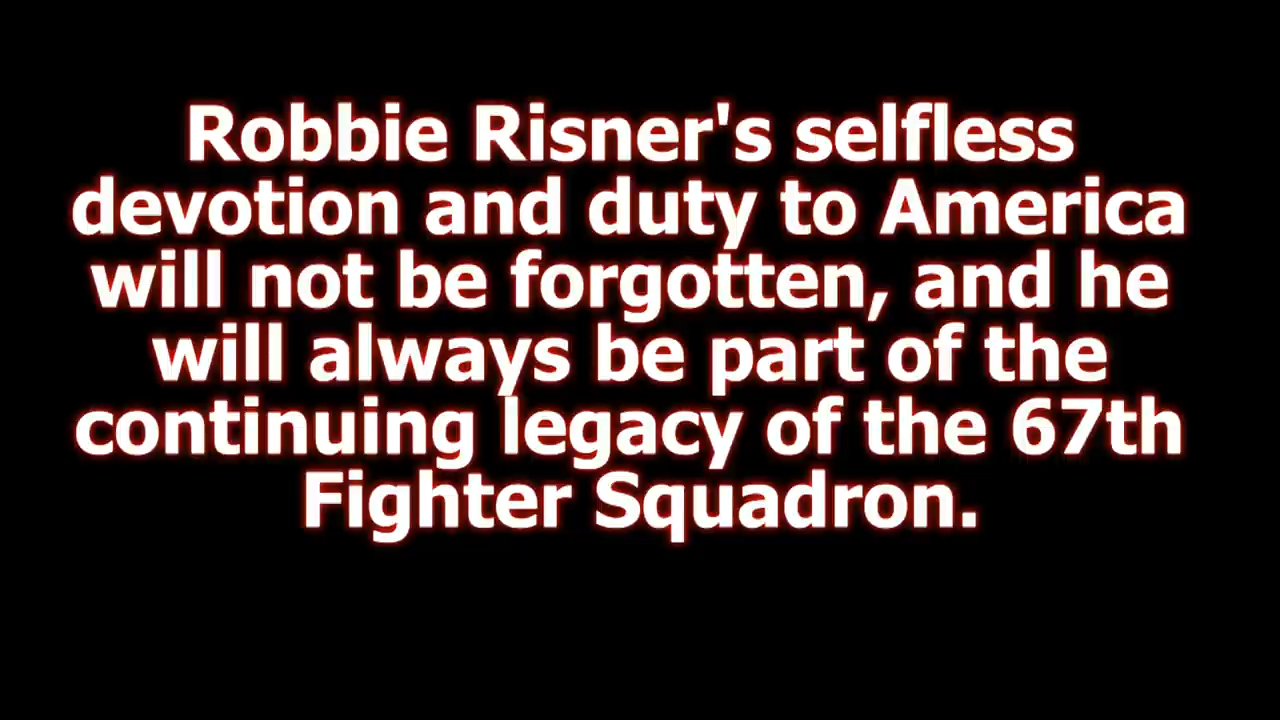 Robbie Risner's selfless
devotion and duty to America
will not be forgotten, and he
will always be part of the
continuing legacy of the 67th
Fighter Squadron.